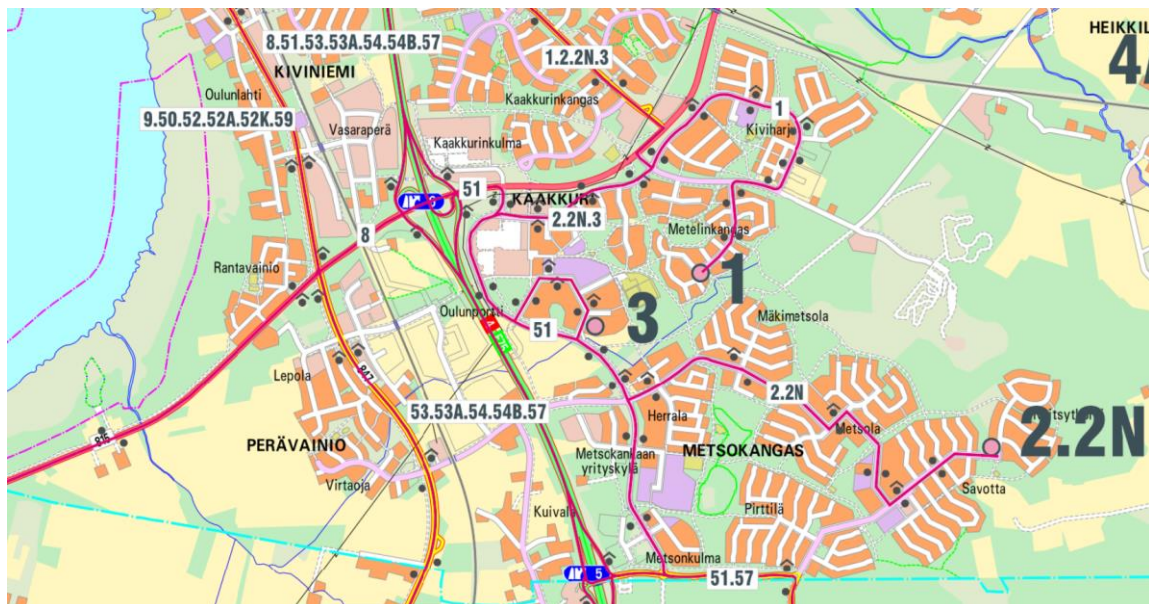 HEIKKIL
8.51.53.53A.54.54B.57
1.2.2N.3
KIVINIEMI
Oulunlahti
Kaakkurinkangas
9.50.52.52A.52K.59
1
Vasaraperä
Kiviharj
Kaakkurinkulma
51
KAAKKURI
2.2N.3
8
Metelinkangas
Rantavainio
1
Oulunportti
Mäkimetsola
4
51
3
847
Lepola
2.2N
53.53A.54.54B.57
Herrala
Metsola
2.2N
815
PERÄVAINIO
Metsokankaan
yrityskylä
METSOKANGAS
Virtaoja
Savotta
Kuivala
Pirttilä
Metsonkulma
5
51.57